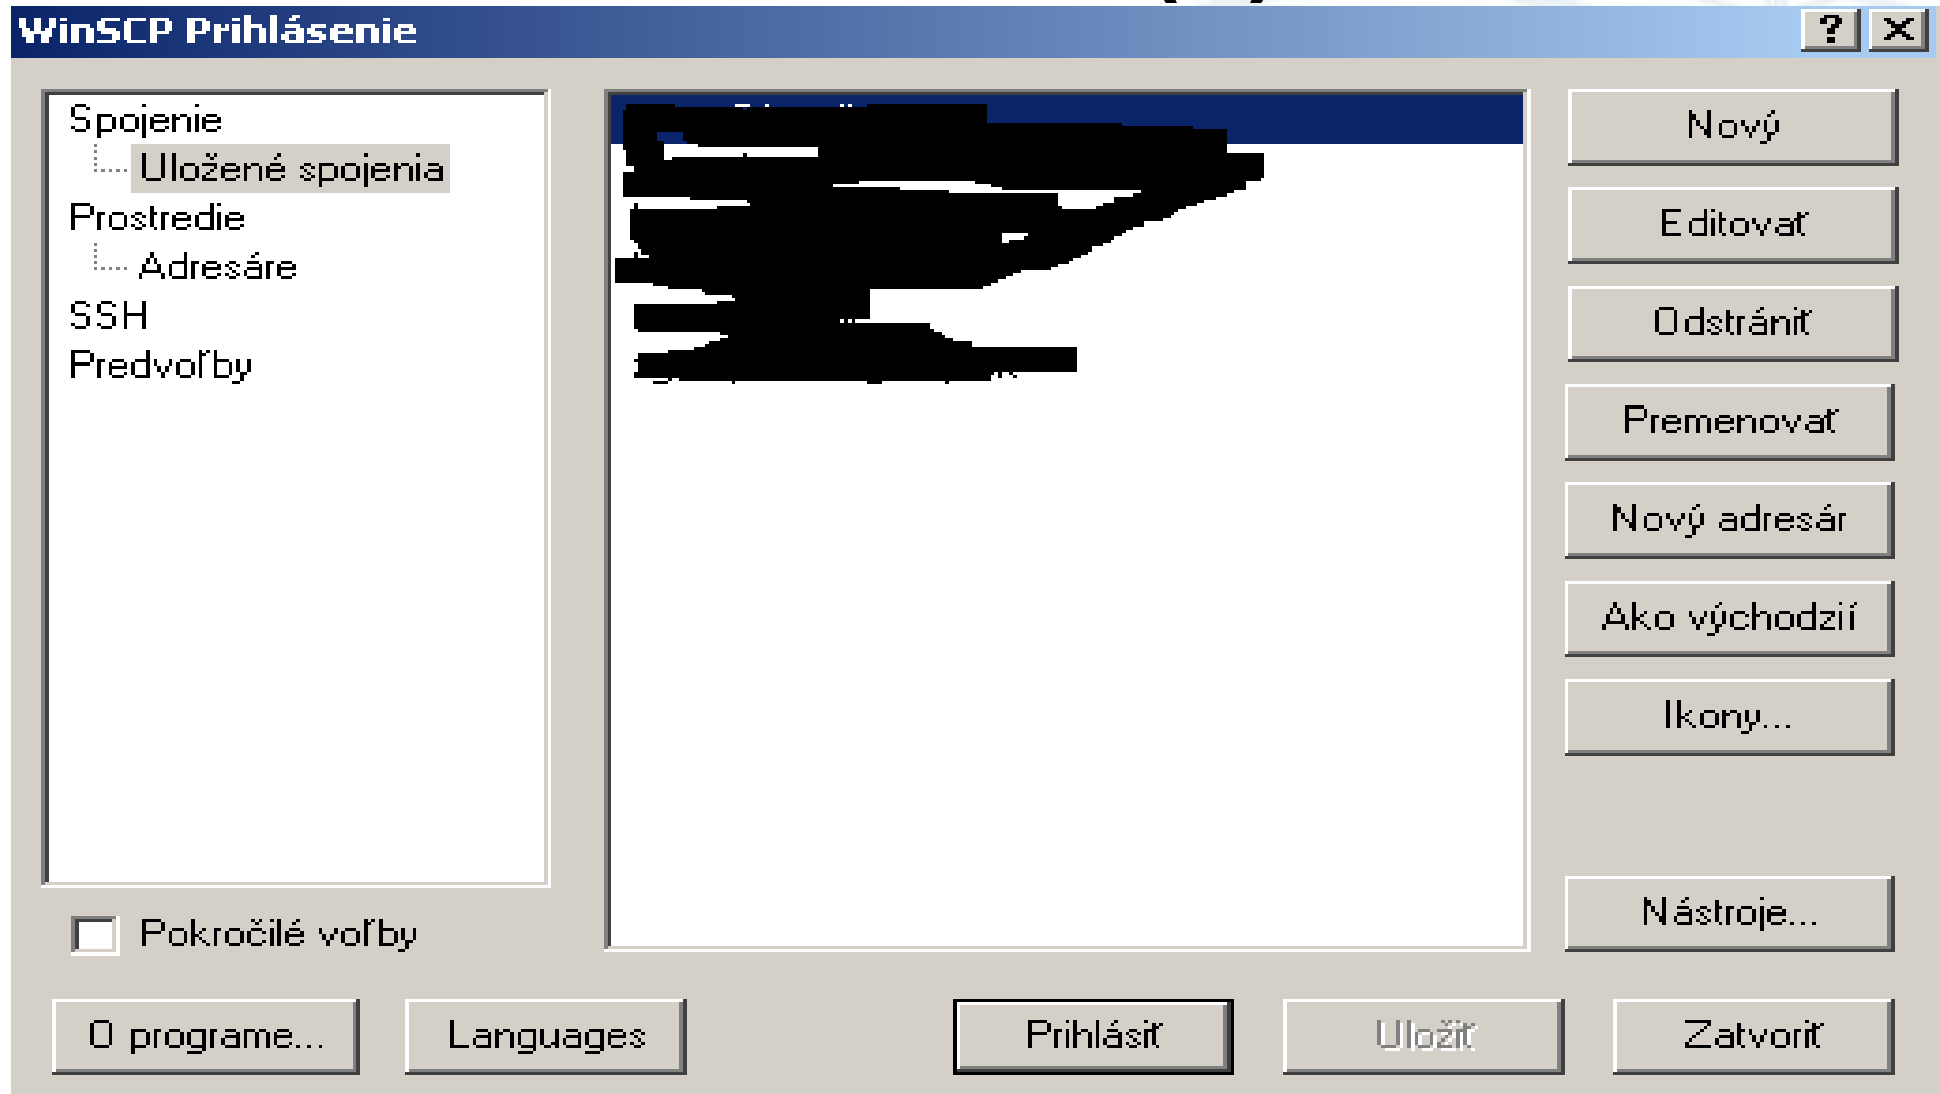 WinSCP Prihlásenie
Spojenie
Uložené spojenia
Prostredie
Adresáre
SSH
Predvoľby
Pokročilé voľby
Nový
Editovať
Odstrániť
Premenovať
Nový adresár
Ako východzií
Ikony...
Nástroje...
O programe...
Languages
Prihlásiť
Uložiť
Zatvoriť